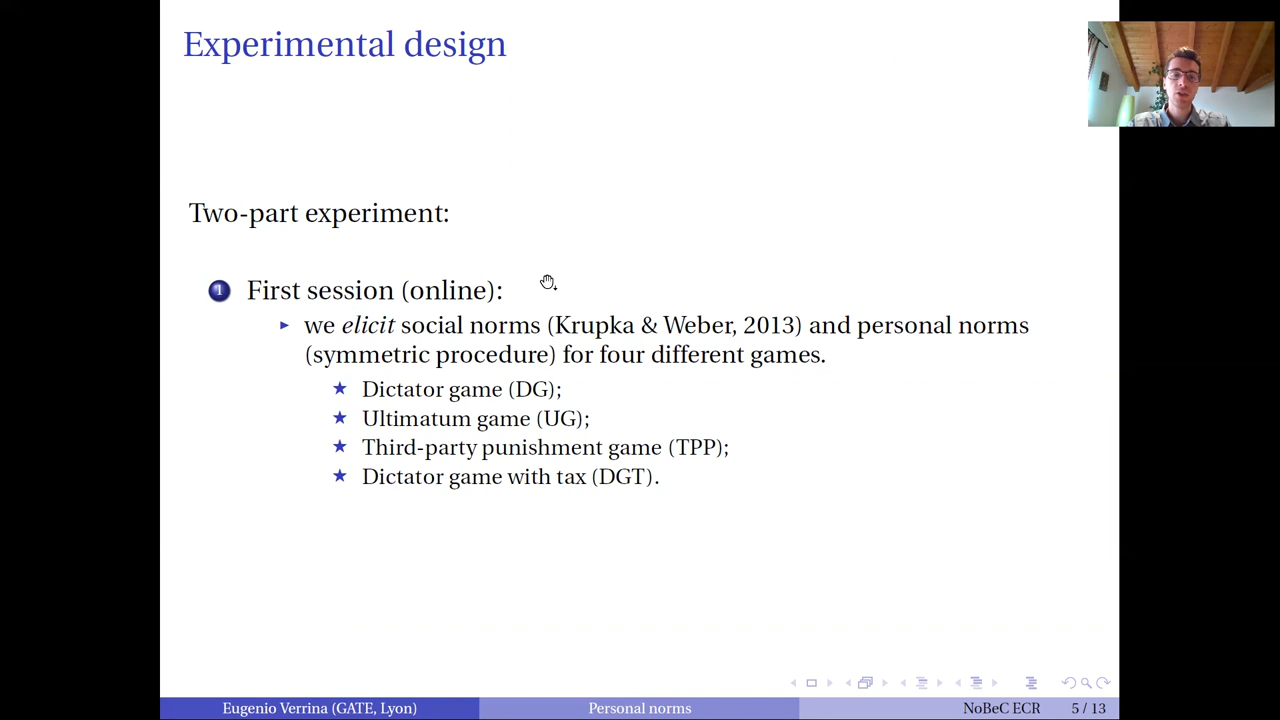 Experimental design
Two-part experiment:
1 First session (online):
we elicit social norms (Krupka & Weber, 2013) and personal norms
(symmetric procedure) for four different games.
Dictator game (DG);
Ultimatum game (UG);
Third-party punishment game (TPP);
Dictator game with tax (DGT).
Eugenio Verrina (GATE, Lyon) Personal norms NoBeC ECR 5 / 13